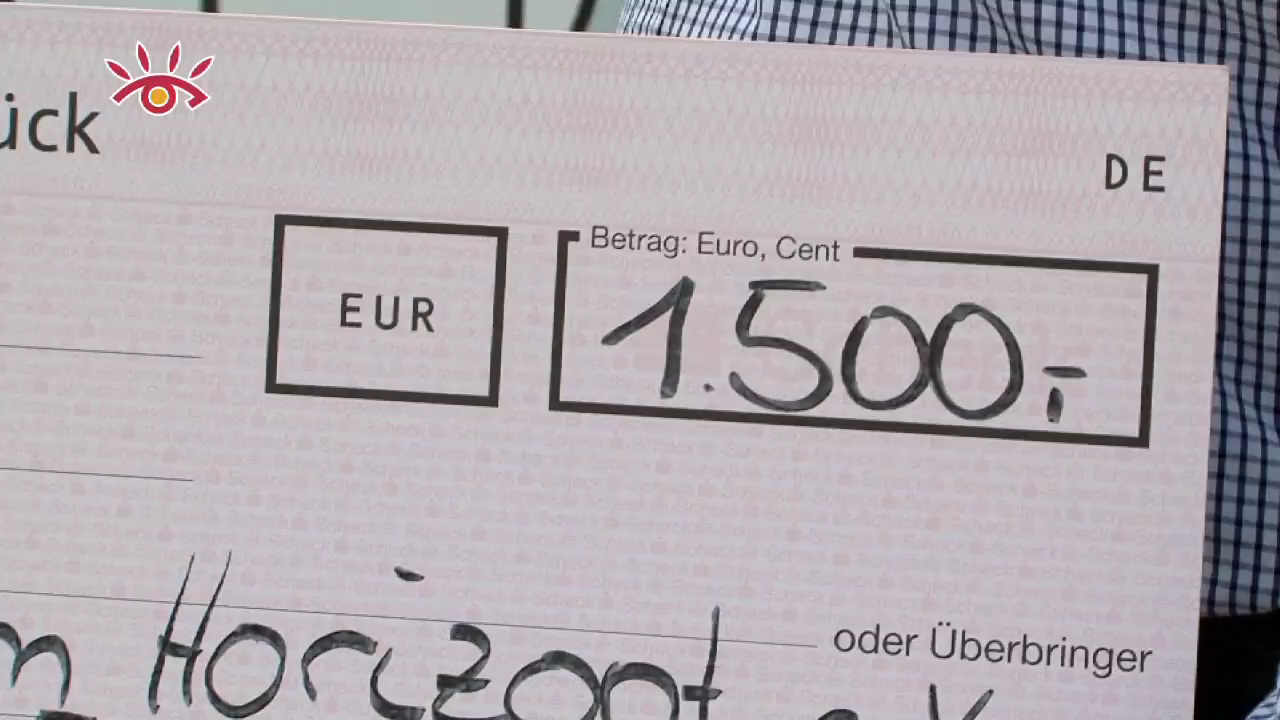 ück
DE
EUR
Betrag: Euro, Cent
1.500,-
oder Überbringer
n Horizont e.V.